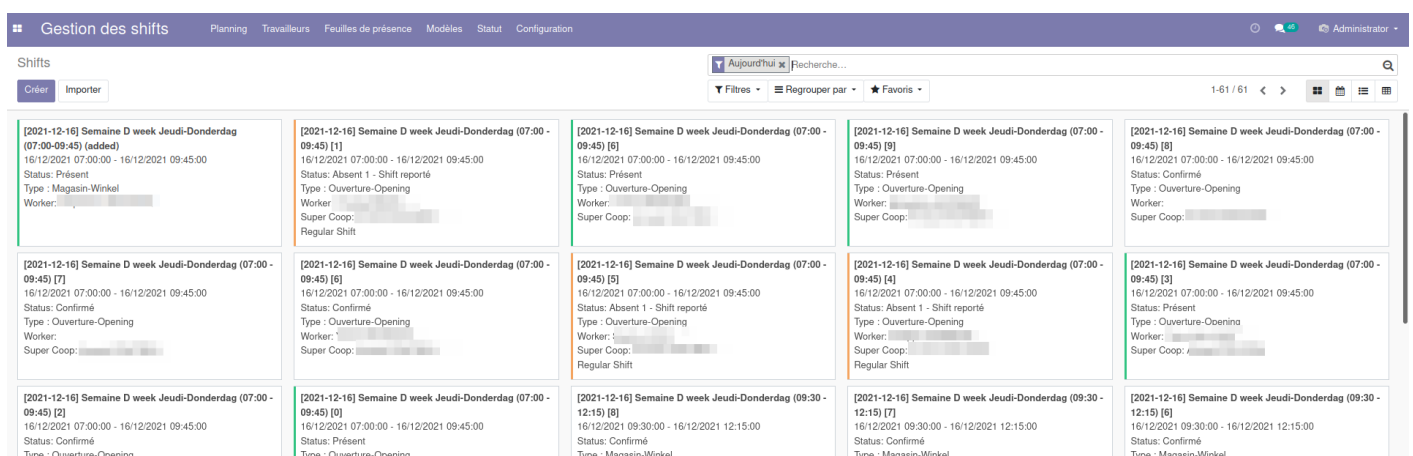 Gestion des shifts Planning Travailleurs Feuilles de présence Modèles Statut Configuration 46 Administrator
Shifts
Aujourd'hui Recherche...
Créer Importer Filtres Regrouper par Favoris 1-61 / 61
[2021-12-16] Semaine D week Jeudi-Donderdag
(07:00-09:45) (added)
16/12/2021 07:00:00 - 16/12/2021 09:45:00
Status: Présent
Type : Magasin-Winkel
Worker:
[2021-12-16] Semaine D week Jeudi-Donderdag (07:00 -
09:45) [1]
16/12/2021 07:00:00 - 16/12/2021 09:45:00
Status: Absent 1 - Shift reporté
Type : Ouverture-Opening
Worker
Super Coop:
Regular Shift
[2021-12-16] Semaine D week Jeudi-Donderdag (07:00 -
09:45) [6]
16/12/2021 07:00:00 - 16/12/2021 09:45:00
Status: Présent
Type : Ouverture-Opening
Worker:
Super Coop:
[2021-12-16] Semaine D week Jeudi-Donderdag (07:00 -
09:45) [9]
16/12/2021 07:00:00 - 16/12/2021 09:45:00
Status: Présent
Type : Ouverture-Opening
Worker:
Super Coop:
[2021-12-16] Semaine D week Jeudi-Donderdag (07:00 -
09:45) [8]
16/12/2021 07:00:00 - 16/12/2021 09:45:00
Status: Confirmé
Type : Ouverture-Opening
Worker:
Super Coop:
[2021-12-16] Semaine D week Jeudi-Donderdag (07:00 -
09:45) [7]
16/12/2021 07:00:00 - 16/12/2021 09:45:00
Status: Confirmé
Type : Ouverture-Opening
Worker:
Super Coop:
[2021-12-16] Semaine D week Jeudi-Donderdag (07:00 -
09:45) [6]
16/12/2021 07:00:00 - 16/12/2021 09:45:00
Status: Confirmé
Type : Ouverture-Opening
Worker:
Super Coop:
[2021-12-16] Semaine D week Jeudi-Donderdag (07:00 -
09:45) [5]
16/12/2021 07:00:00 - 16/12/2021 09:45:00
Status: Absent 1 - Shift reporté
Type : Ouverture-Opening
Worker:
Super Coop:
Regular Shift
[2021-12-16] Semaine D week Jeudi-Donderdag (07:00 -
09:45) [4]
16/12/2021 07:00:00 - 16/12/2021 09:45:00
Status: Absent 1 - Shift reporté
Type : Ouverture-Opening
Worker:
Super Coop:
Regular Shift
[2021-12-16] Semaine D week Jeudi-Donderdag (07:00 -
09:45) [3]
16/12/2021 07:00:00 - 16/12/2021 09:45:00
Status: Présent
Type : Ouverture-Opening
Worker:
Super Coop:
[2021-12-16] Semaine D week Jeudi-Donderdag (07:00 -
09:45) [2]
16/12/2021 07:00:00 - 16/12/2021 09:45:00
Status: Confirmé
Type : Ouverture-Opening
[2021-12-16] Semaine D week Jeudi-Donderdag (07:00 -
09:45) [0]
16/12/2021 07:00:00 - 16/12/2021 09:45:00
Status: Présent
Type : Ouverture-Opening
[2021-12-16] Semaine D week Jeudi-Donderdag (09:30 -
12:15) [8]
16/12/2021 09:30:00 - 16/12/2021 12:15:00
Status: Confirmé
Type : Magasin-Winkel
[2021-12-16] Semaine D week Jeudi-Donderdag (09:30 -
12:15) [7]
16/12/2021 09:30:00 - 16/12/2021 12:15:00
Status: Confirmé
Type : Magasin-Winkel
[2021-12-16] Semaine D week Jeudi-Donderdag (09:30 -
12:15) [6]
16/12/2021 09:30:00 - 16/12/2021 12:15:00
Status: Confirmé
Type : Magasin-Winkel